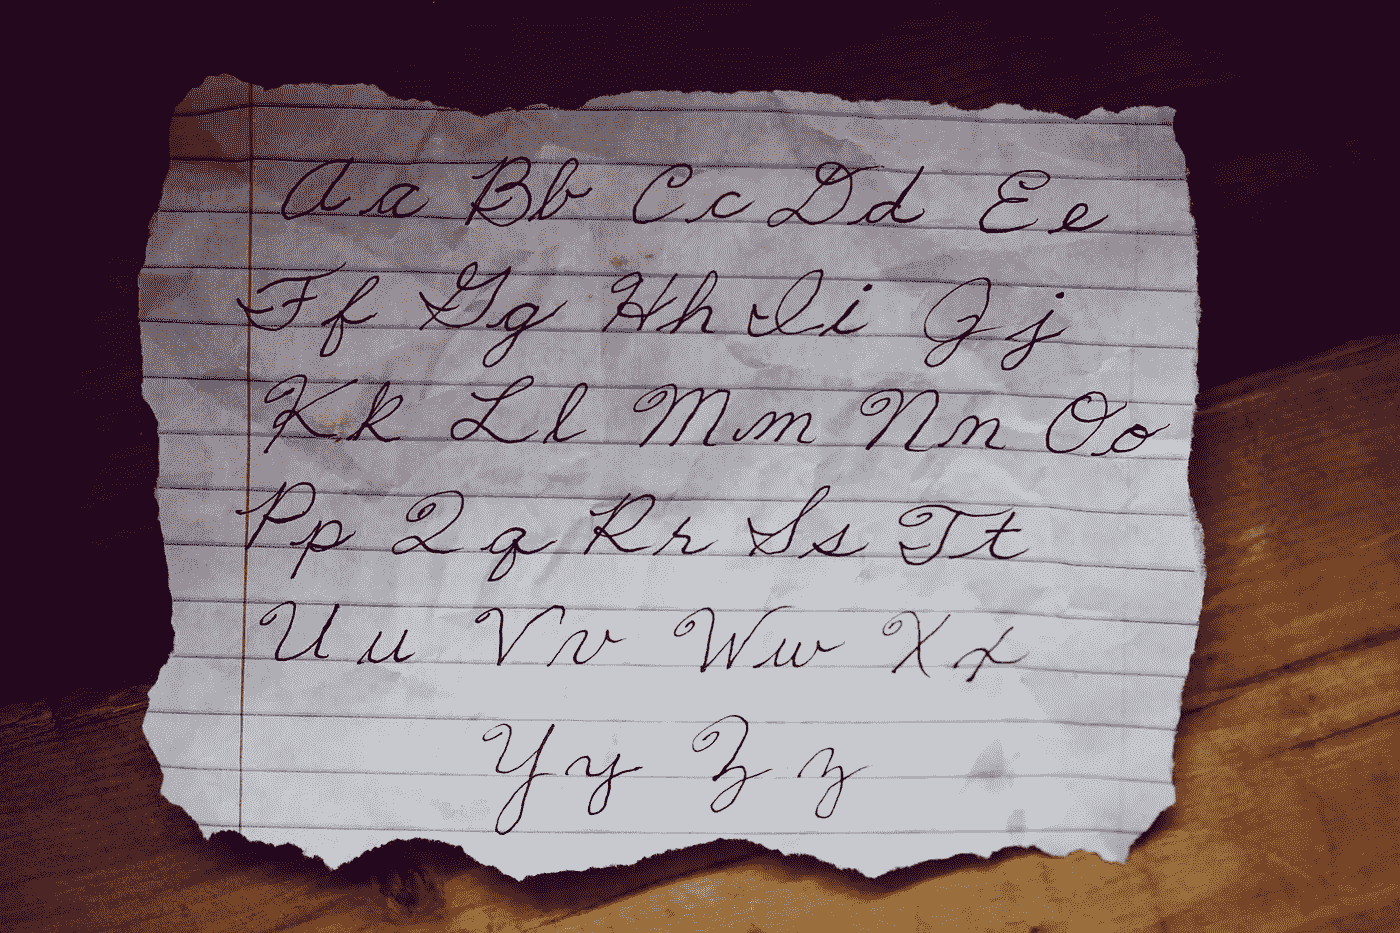 Aa Bb Cc Dd Ee
Ff Gg Hh Ii Jj
Kk Ll Mm Nn Oo
Pp Qq Rr Ss Tt
Uu Vv Ww Xx
Yy Zz